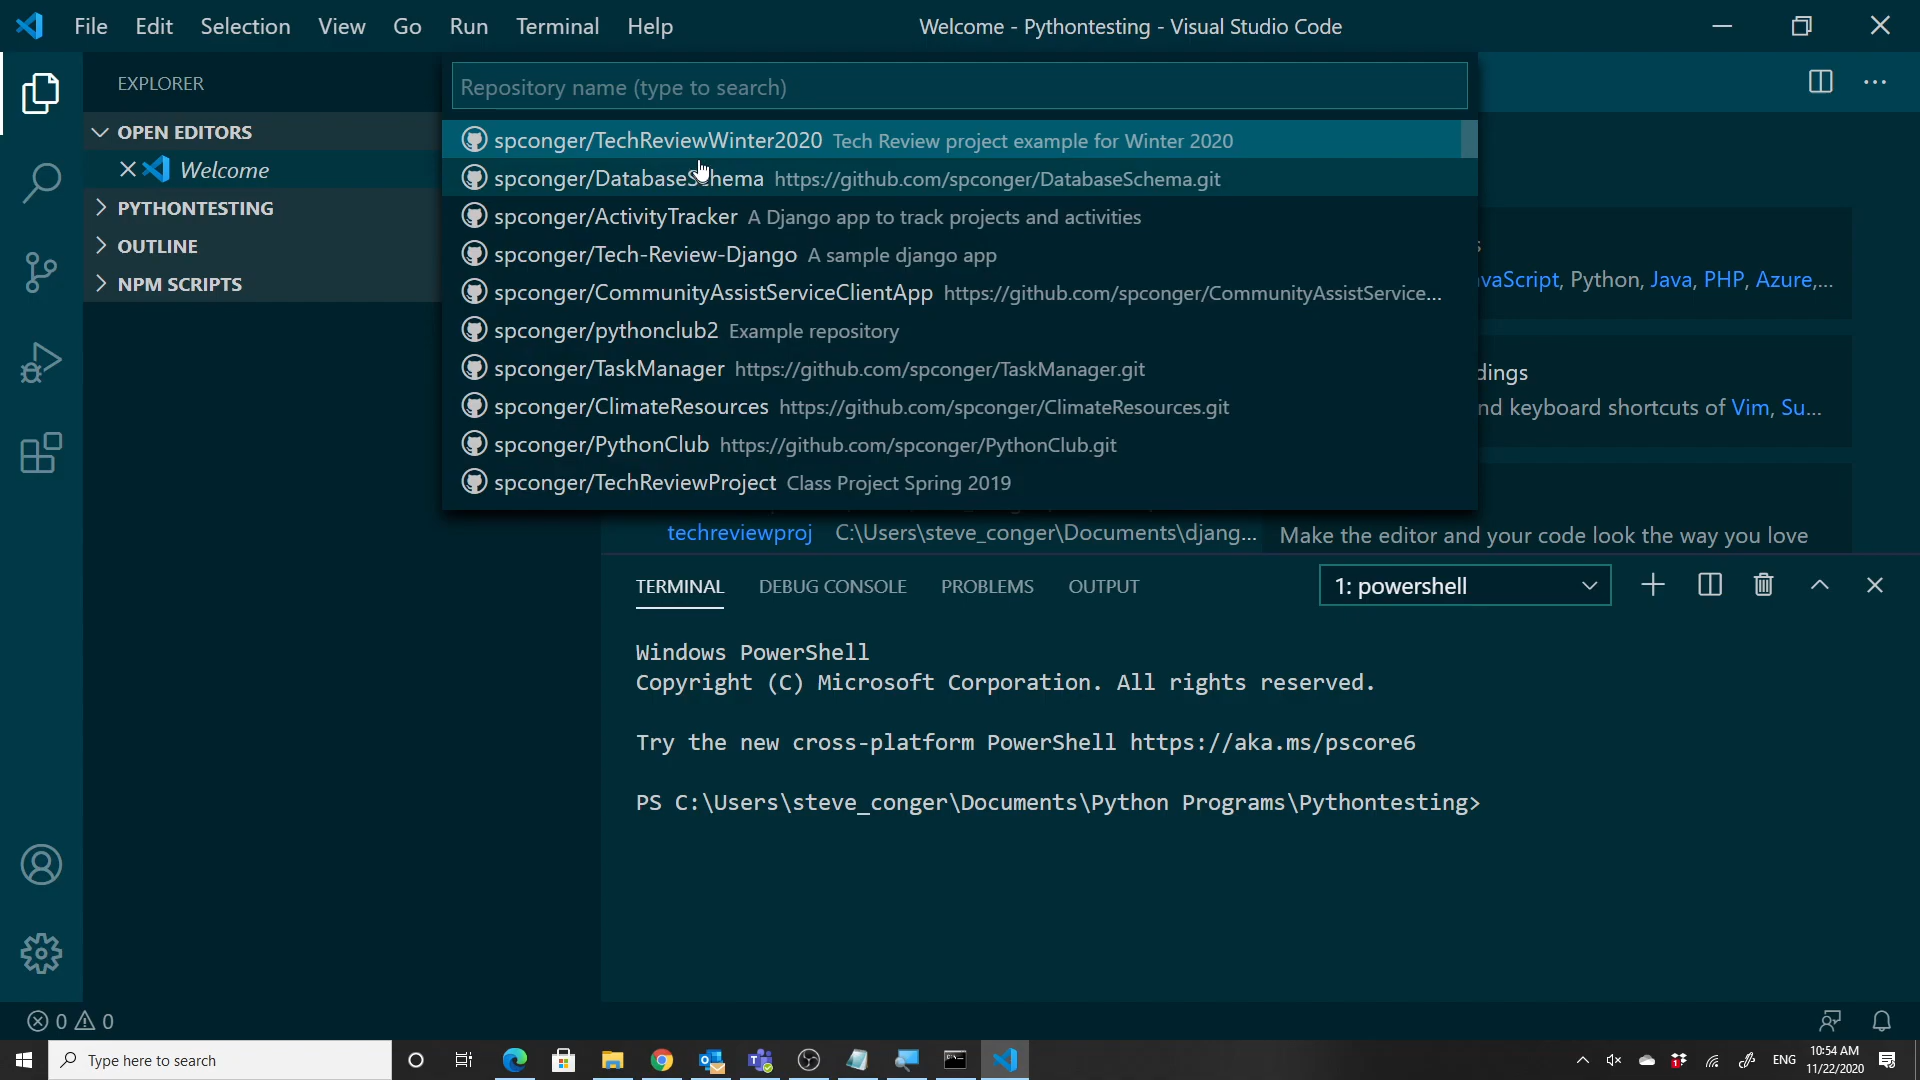 File Edit Selection View Go Run Terminal Help Welcome - Pythontesting - Visual Studio Code
EXPLORER
OPEN EDITORS
Welcome
PYTHONTESTING
OUTLINE
NPM SCRIPTS
Repository name (type to search)
spconger/TechReviewWinter2020 Tech Review project example for Winter 2020
spconger/DatabaseSchema https://github.com/spconger/DatabaseSchema.git
spconger/ActivityTracker A Django app to track projects and activities
spconger/Tech-Review-Django A sample django app
spconger/CommunityAssistServiceClientApp https://github.com/spconger/CommunityAssistService...
spconger/pythonclub2 Example repository
spconger/TaskManager https://github.com/spconger/TaskManager.git
spconger/ClimateResources https://github.com/spconger/ClimateResources.git
spconger/PythonClub https://github.com/spconger/PythonClub.git
spconger/TechReviewProject Class Project Spring 2019
vaScript, Python, Java, PHP, Azure,...
dings
nd keyboard shortcuts of Vim, Su...
techreviewproj C:\Users\steve_conger\Documents\djang...
Make the editor and your code look the way you love
TERMINAL DEBUG CONSOLE PROBLEMS OUTPUT 1: powershell
Windows PowerShell
Copyright (C) Microsoft Corporation. All rights reserved.
Try the new cross-platform PowerShell https://aka.ms/pscore6
PS C:\Users\steve_conger\Documents\Python Programs\Pythontesting>
0 0
Type here to search
ENG
10:54 AM
11/22/2020